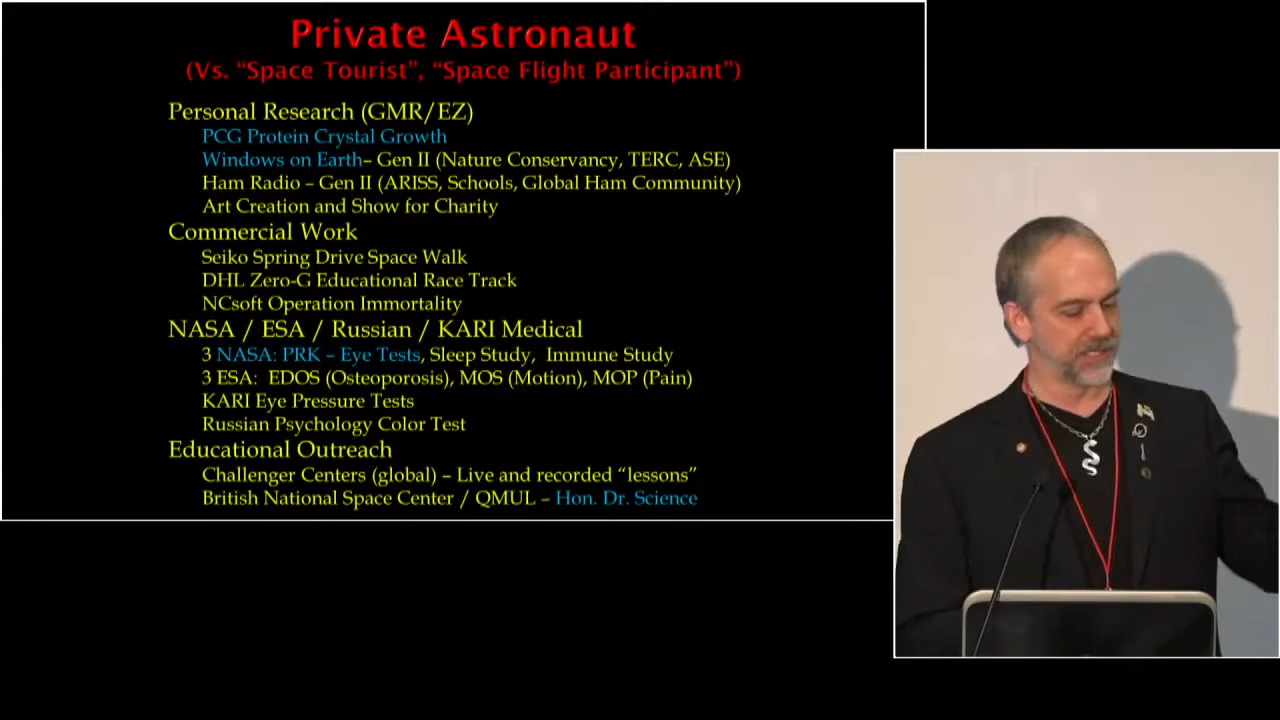 Private Astronaut
(Vs. “Space Tourist”, “Space Flight Participant”)
Personal Research (GMR/EZ)
PCG Protein Crystal Growth
Windows on Earth– Gen II (Nature Conservancy, TERC, ASE)
Ham Radio – Gen II (ARISS, Schools, Global Ham Community)
Art Creation and Show for Charity
Commercial Work
Seiko Spring Drive Space Walk
DHL Zero-G Educational Race Track
NCsoft Operation Immortality
NASA / ESA / Russian / KARI Medical
3 NASA: PRK – Eye Tests, Sleep Study,  Immune Study
3 ESA:  EDOS (Osteoporosis), MOS (Motion), MOP (Pain)
KARI Eye Pressure Tests
Russian Psychology Color Test
Educational Outreach
Challenger Centers (global) – Live and recorded “lessons”
British National Space Center / QMUL – Hon. Dr. Science